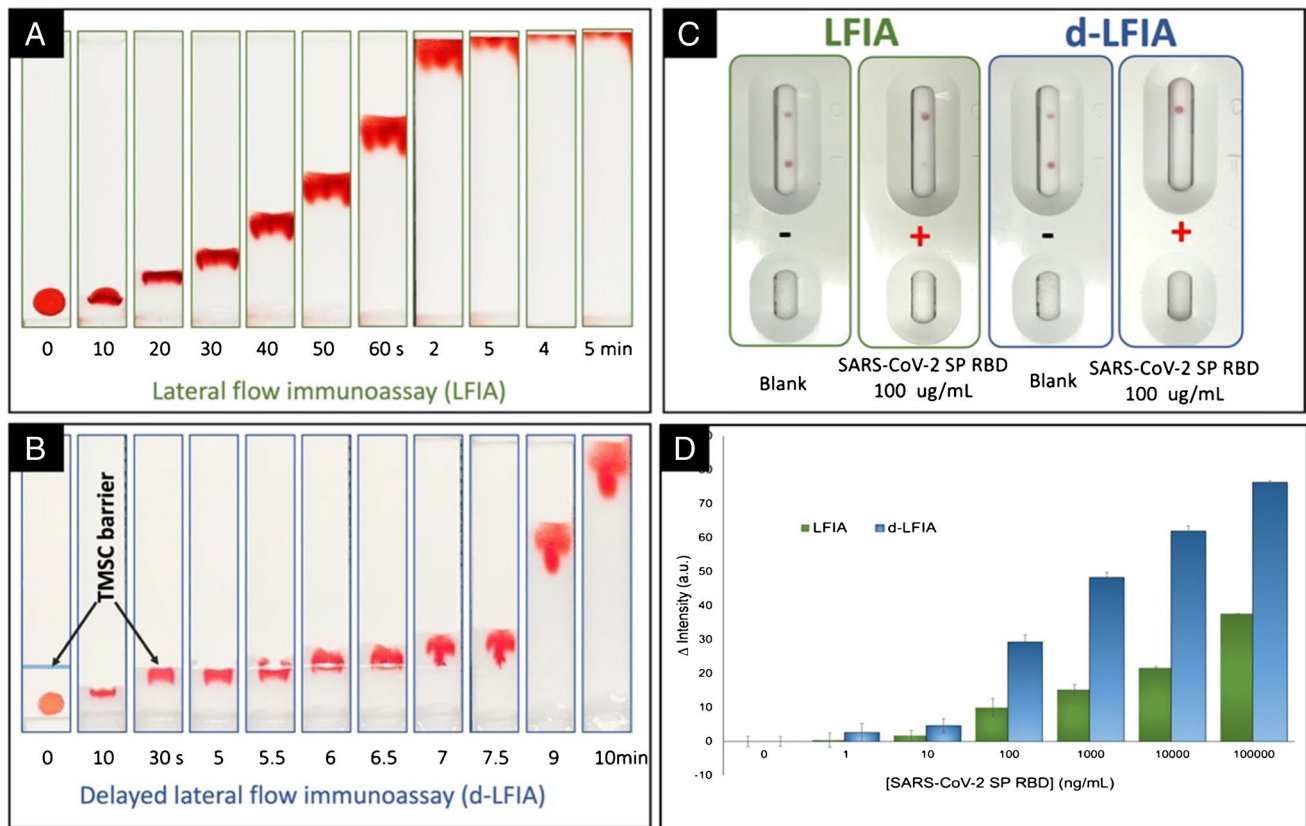 A
0 10 20 30 40 50 60 s 2 5 4 5 min
Lateral flow immunoassay (LFIA)
B
TMSC barrier
0 10 30 s 5 5.5 6 6.5 7 7.5 9 10min
Delayed lateral flow immunoassay (d-LFIA)
C
LFIA d-LFIA
- + - +
Blank SARS-CoV-2 SP RBD 100 ug/mL Blank SARS-CoV-2 SP RBD 100 ug/mL
D
70
60
50
40
30
20
10
0
-10
Δ Intensity (a.u.)
LFIA d-LFIA
0 1 10 100 1000 10000 100000
[SARS-CoV-2 SP RBD] (ng/mL)